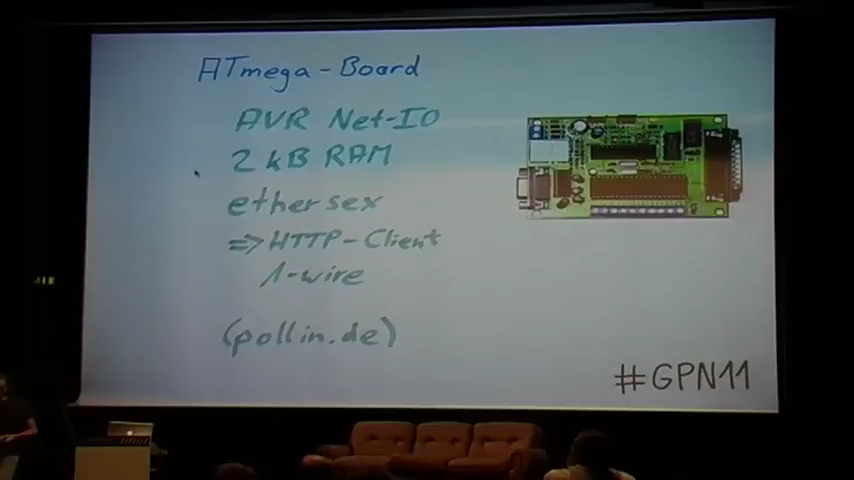 ATmega-Board
AVR Net-IO
2 kB RAM
ethersex
=> HTTP-Client
1-wire
(pollin.de)
#GPN11